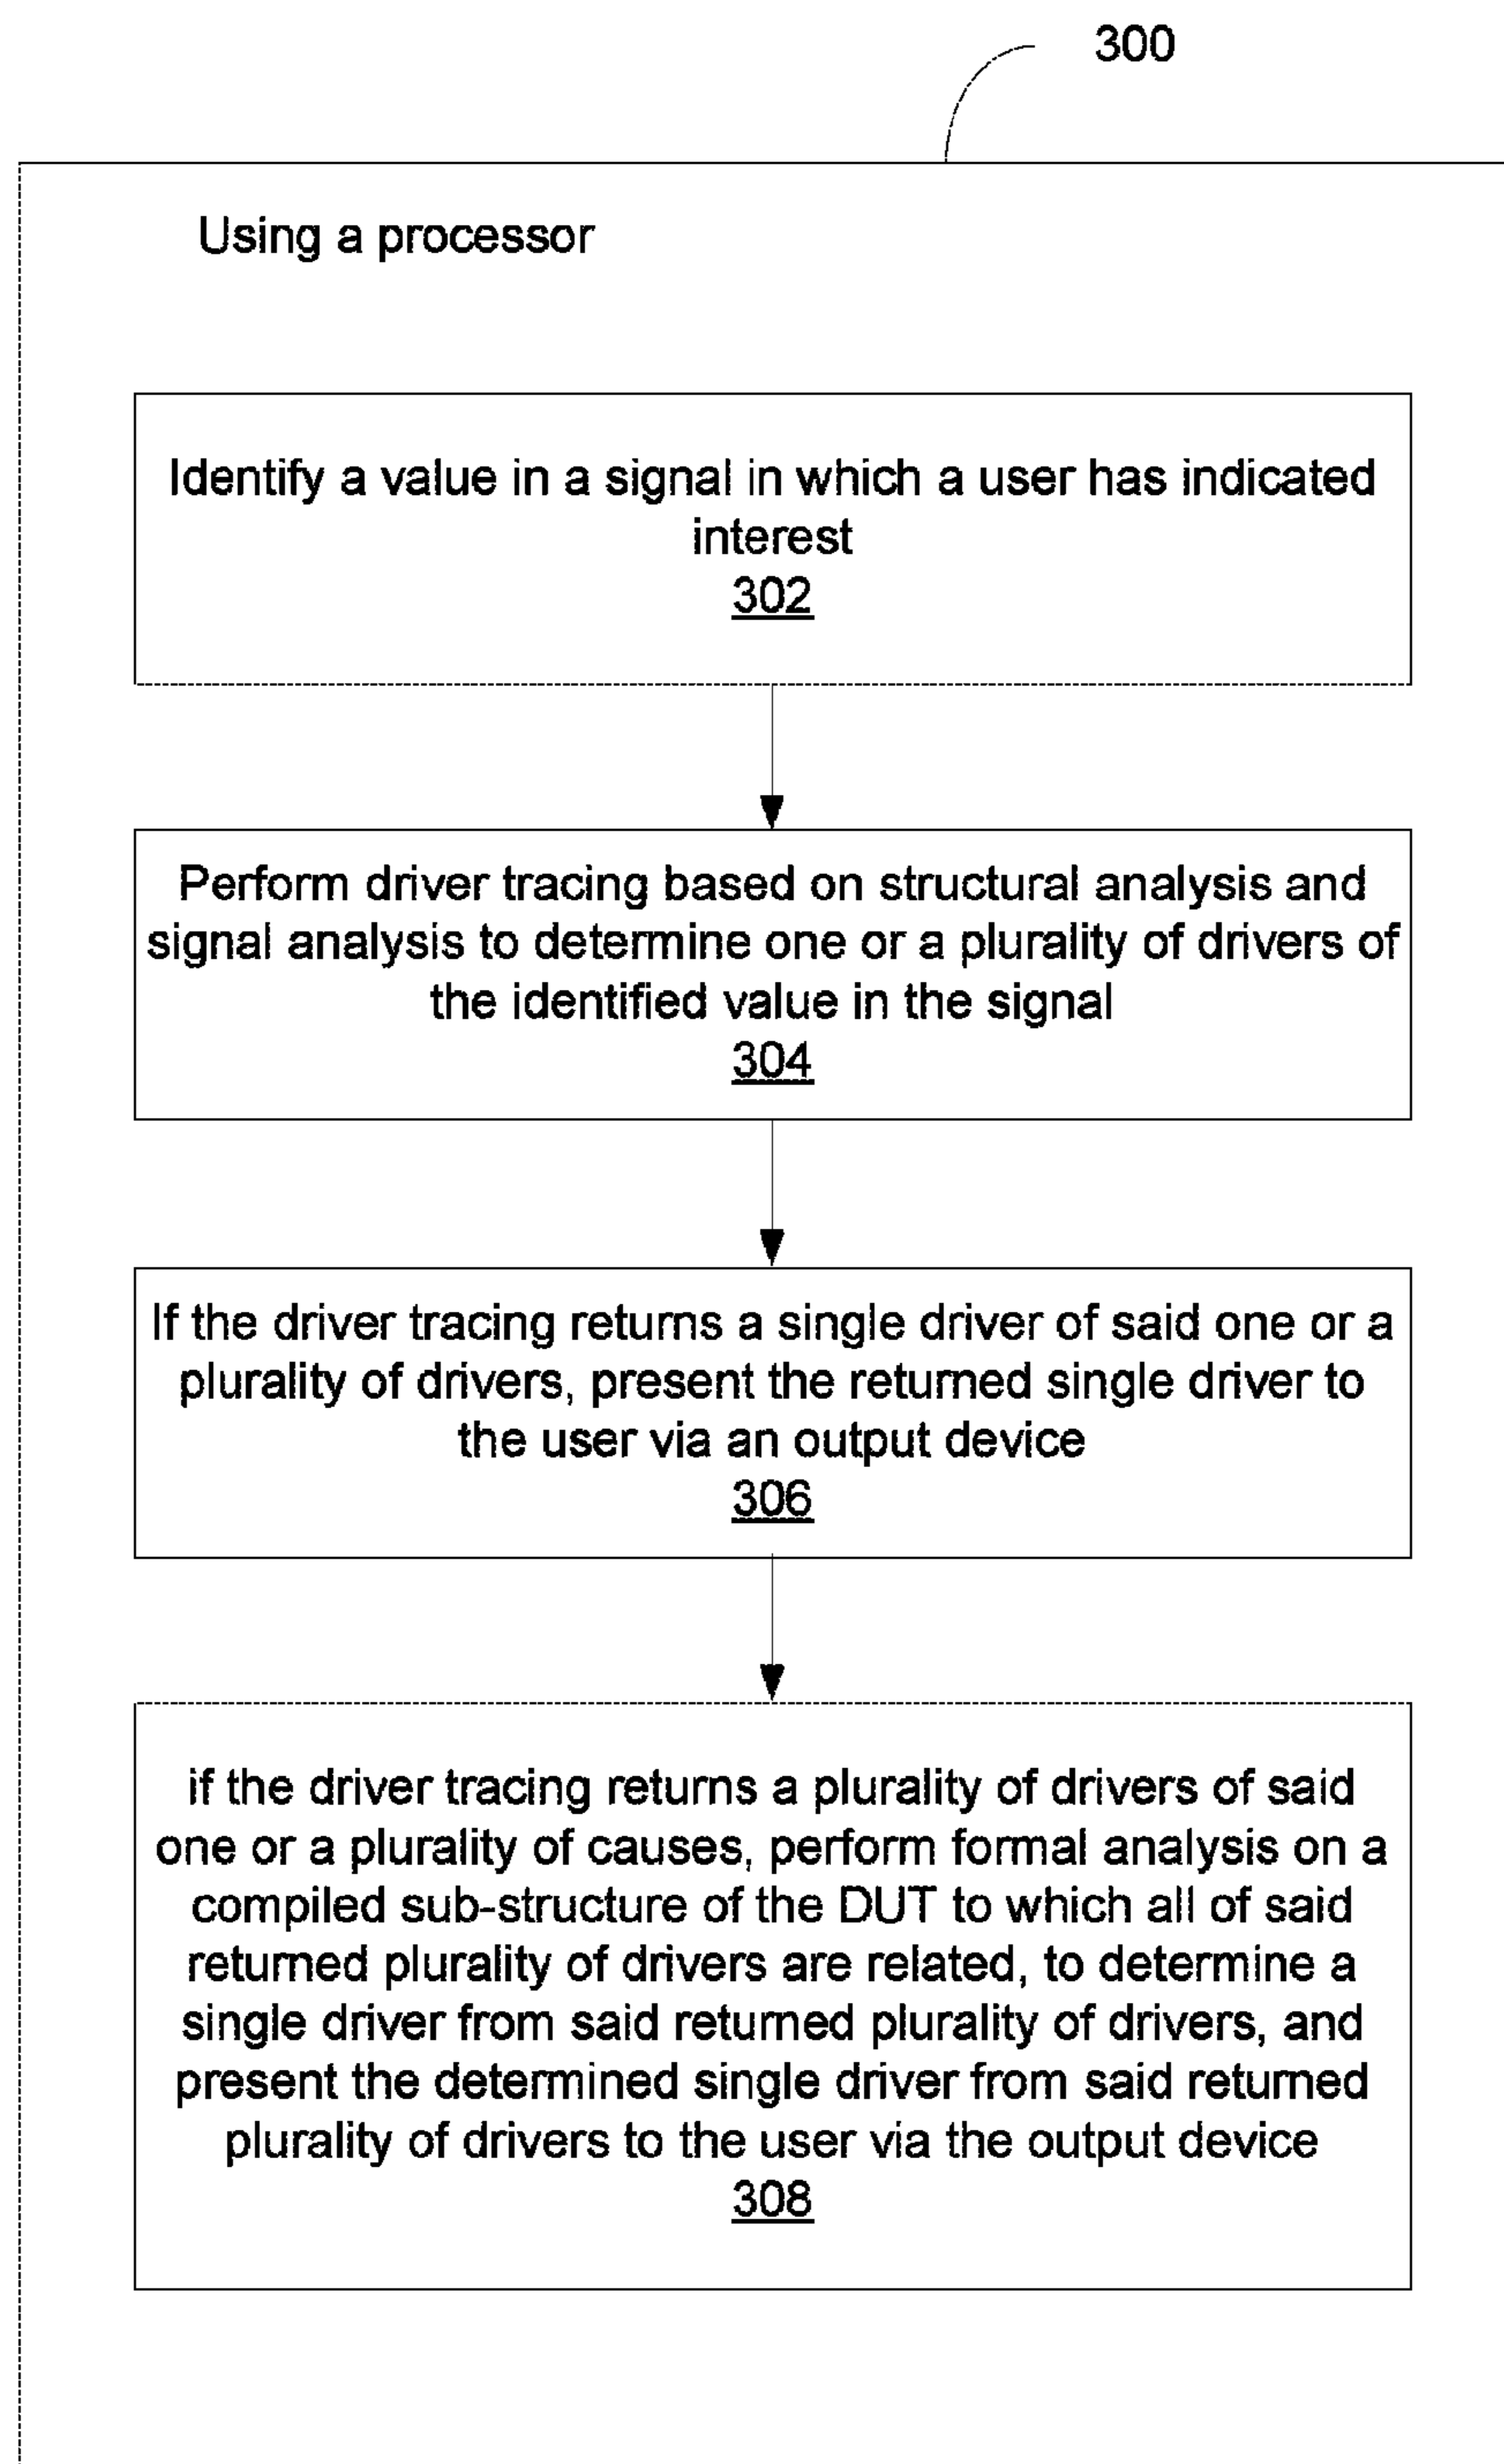 300
Using a processor
Identify a value in a signal in which a user has indicated
interest
302
Perform driver tracing based on structural analysis and
signal analysis to determine one or a plurality of drivers of
the identified value in the signal
304
If the driver tracing returns a single driver of said one or a
plurality of drivers, present the returned single driver to
the user via an output device
306
if the driver tracing returns a plurality of drivers of said
one or a plurality of causes, perform formal analysis on a
compiled sub-structure of the DUT to which all of said
returned plurality of drivers are related, to determine a
single driver from said returned plurality of drivers, and
present the determined single driver from said returned
plurality of drivers to the user via the output device
308